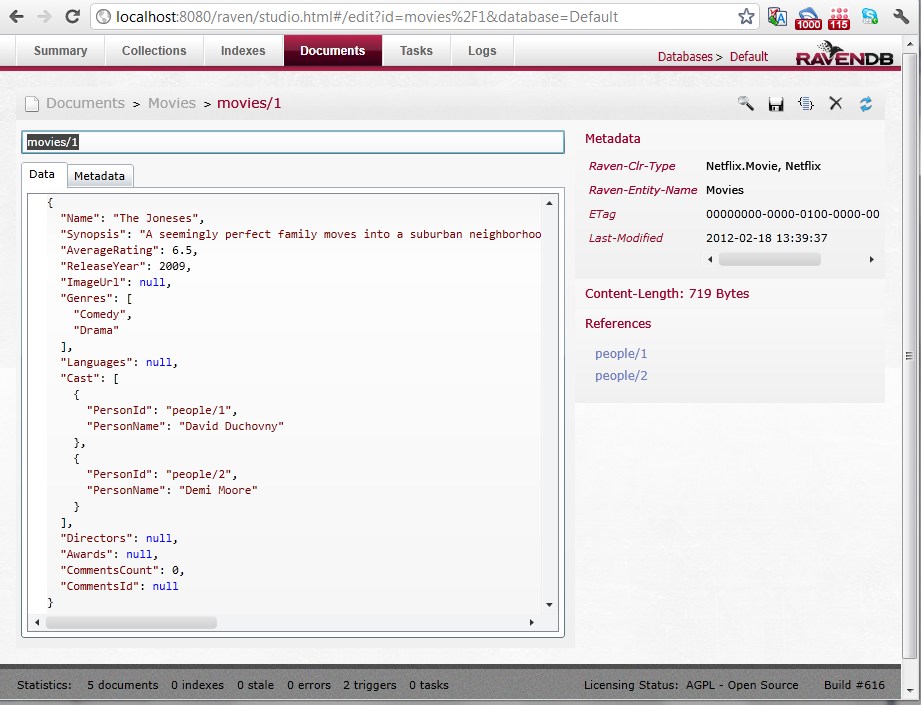 localhost:8080/raven/studio.html#/edit?id=movies%2F1&database=Default
1000
115
Summary Collections Indexes Documents Tasks Logs
Databases > Default
RAVENDB
Documents > Movies > movies/1
movies/1
Data Metadata
{
"Name": "The Joneses",
"Synopsis": "A seemingly perfect family moves into a suburban neighborhoo
"AverageRating": 6.5,
"ReleaseYear": 2009,
"ImageUrl": null,
"Genres": [
"Comedy",
"Drama"
],
"Languages": null,
"Cast": [
{
"PersonId": "people/1",
"PersonName": "David Duchovny"
},
{
"PersonId": "people/2",
"PersonName": "Demi Moore"
}
],
"Directors": null,
"Awards": null,
"CommentsCount": 0,
"CommentsId": null
}
Metadata
Raven-Clr-Type Netflix.Movie, Netflix
Raven-Entity-Name Movies
ETag 00000000-0000-0100-0000-00
Last-Modified 2012-02-18 13:39:37
Content-Length: 719 Bytes
References
people/1
people/2
Statistics: 5 documents 0 indexes 0 stale 0 errors 2 triggers 0 tasks
Licensing Status: AGPL - Open Source Build #616